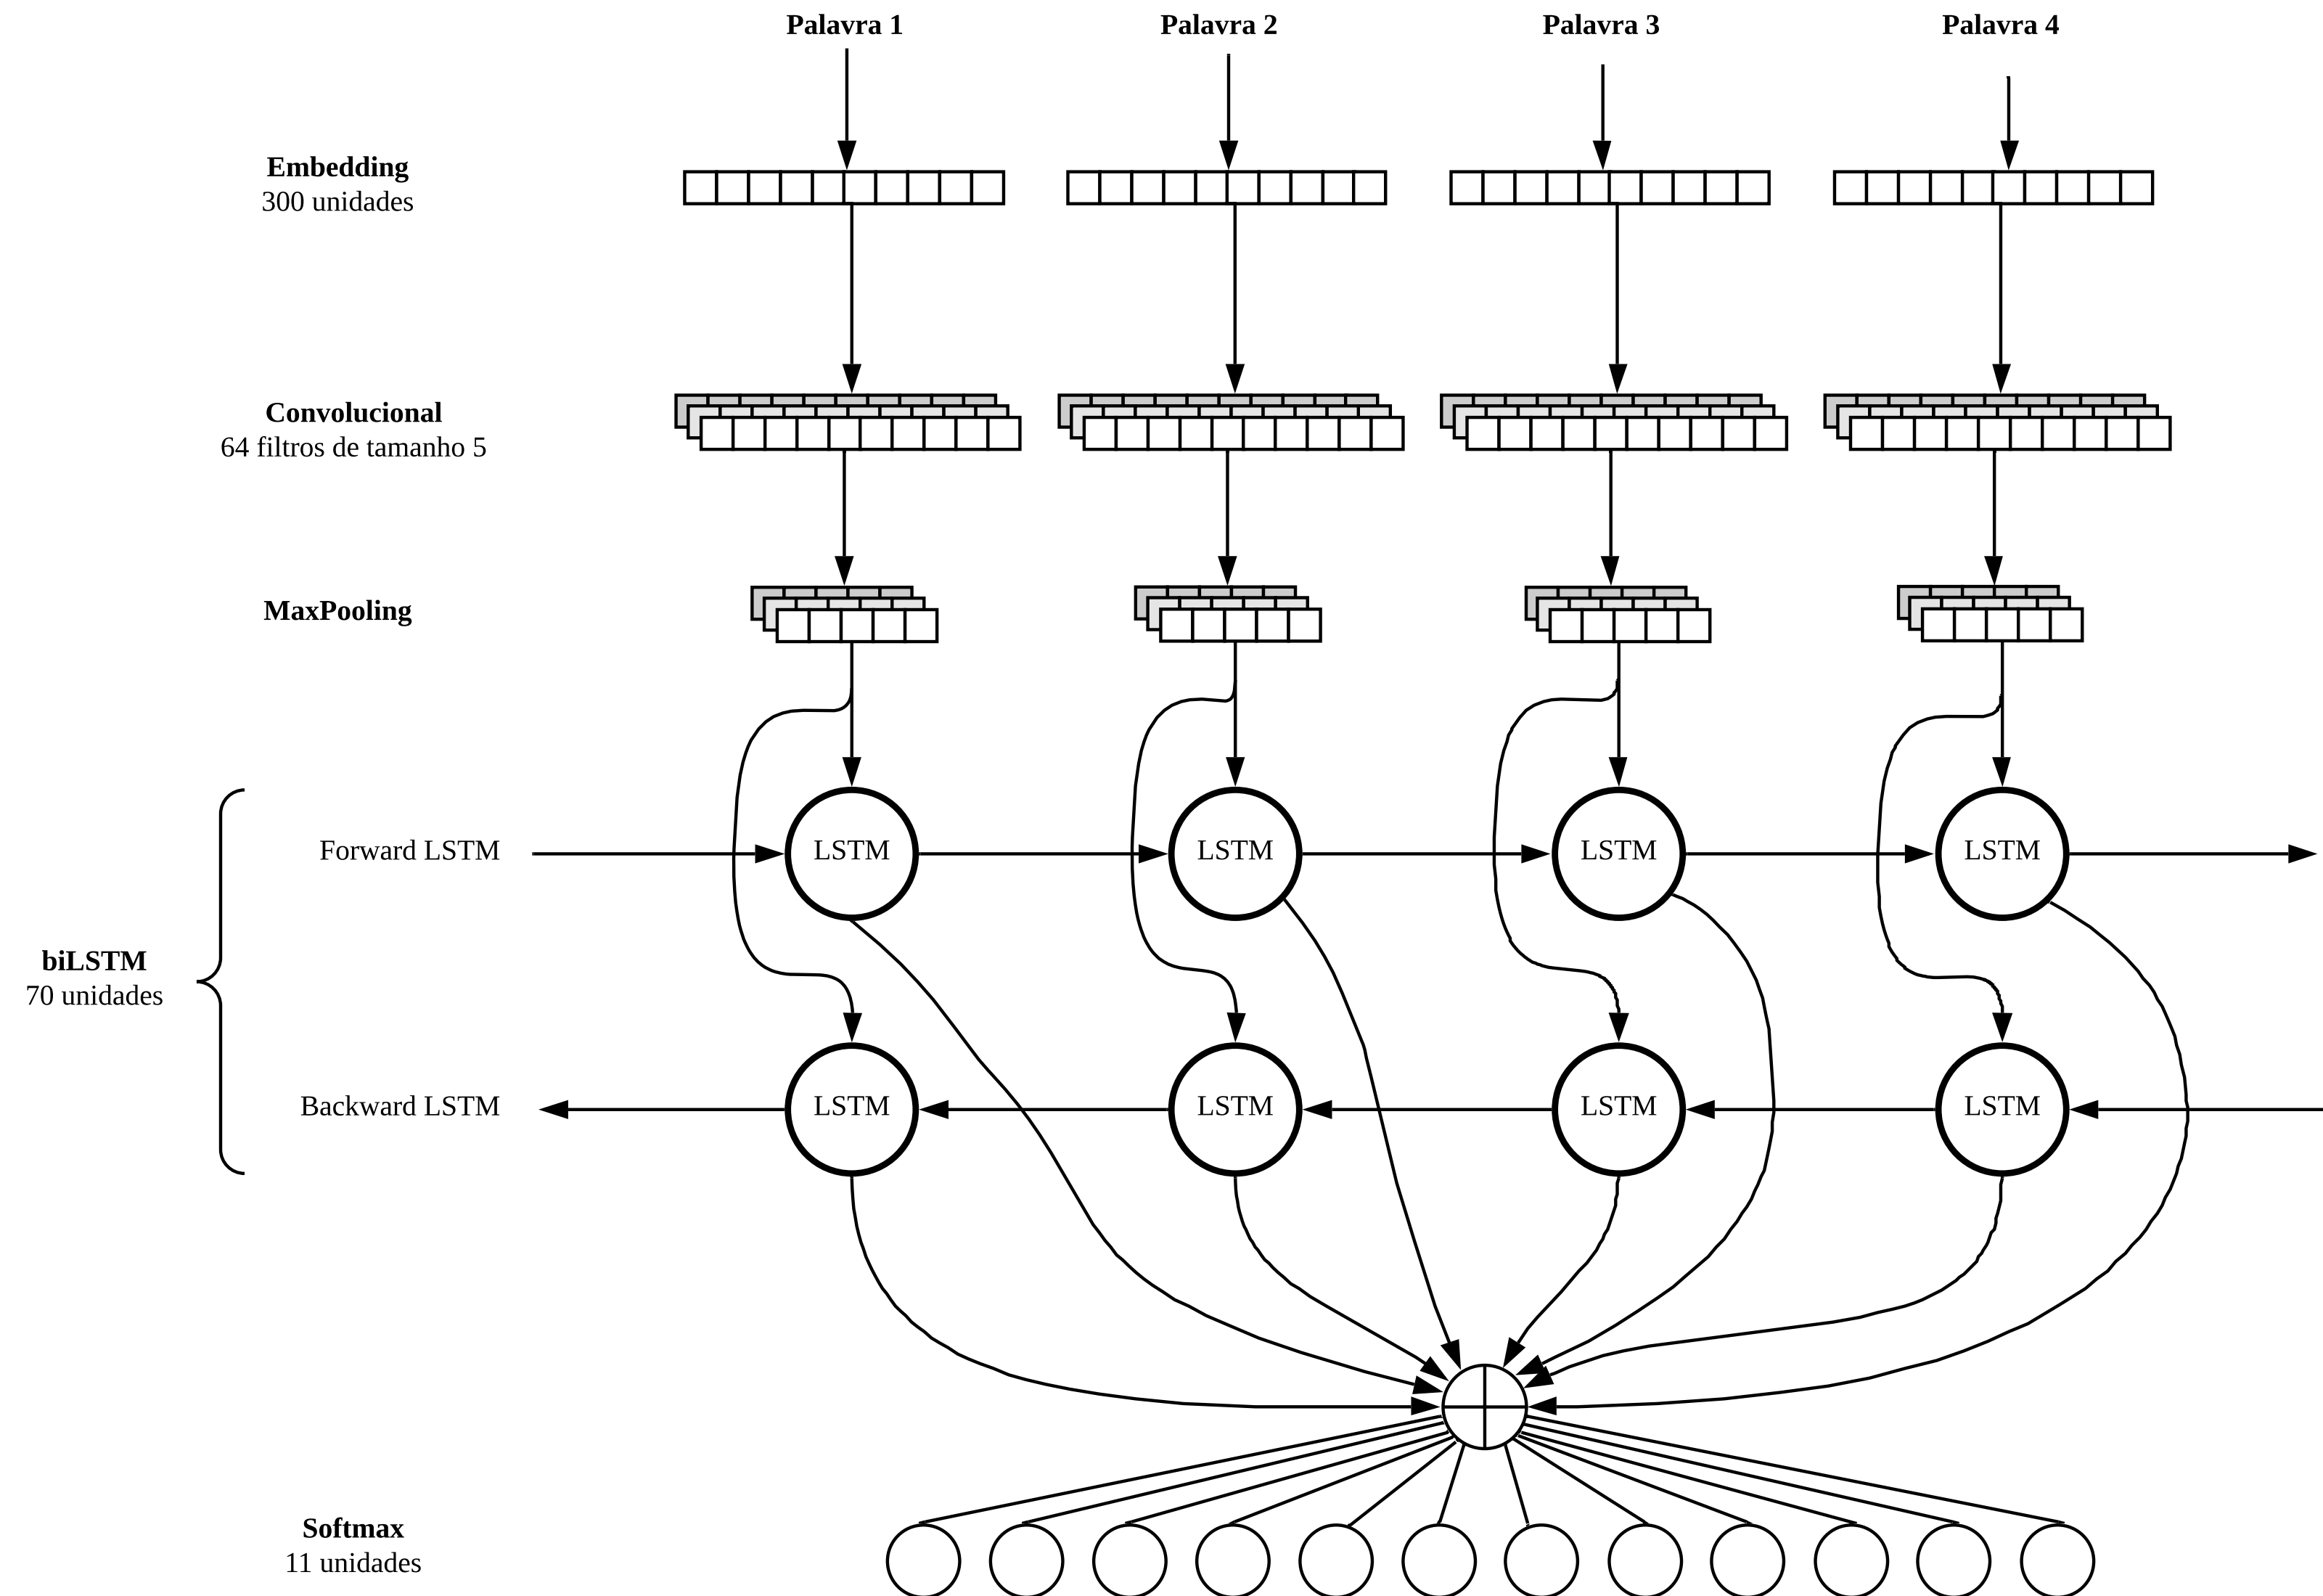 Palavra 1
Palavra 2
Palavra 3
Palavra 4
Embedding
300 unidades
Convolucional
64 filtros de tamanho 5
MaxPooling
Forward LSTM
LSTM
LSTM
LSTM
LSTM
biLSTM
70 unidades
Backward LSTM
LSTM
LSTM
LSTM
LSTM
Softmax
11 unidades